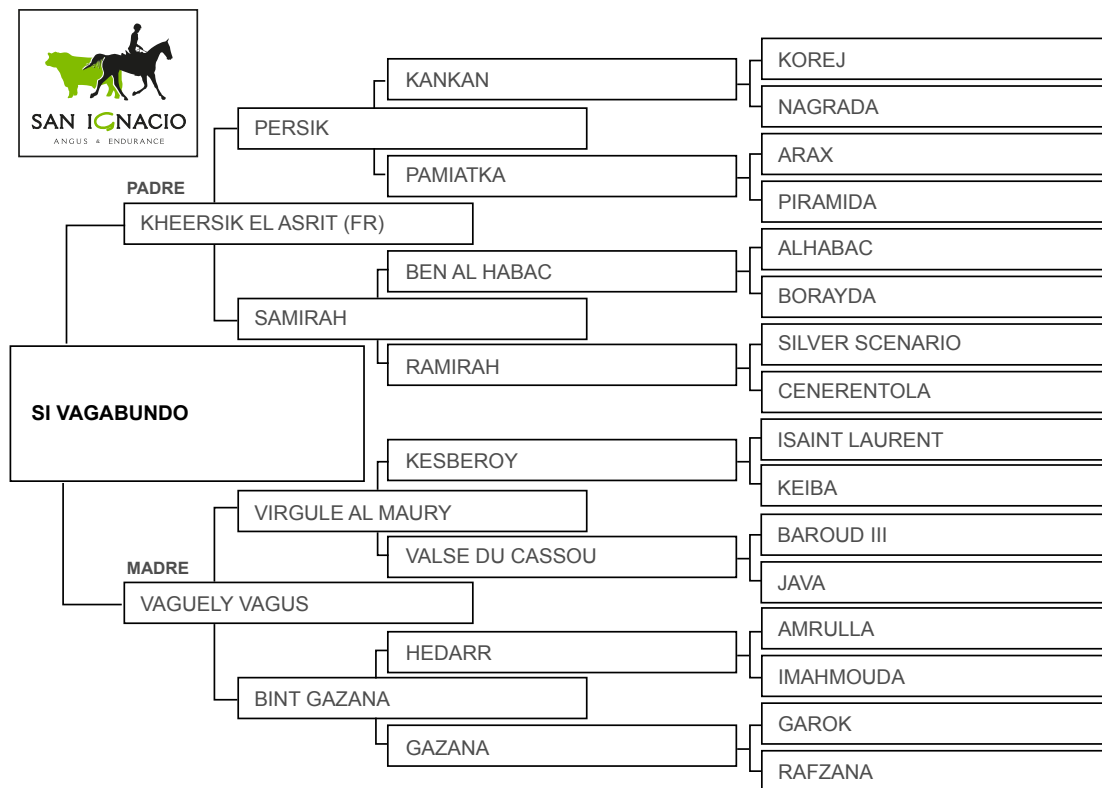 SAN IGNACIO
ANGUS & ENDURANCE
KOREJ
KANKAN
NAGRADA
PERSIK
ARAX
PAMIATKA
PIRAMIDA
PADRE
KHEERSIK EL ASRIT (FR)
ALHABAC
BEN AL HABAC
BORAYDA
SAMIRAH
SILVER SCENARIO
RAMIRAH
CENERENTOLA
SI VAGABUNDO
ISAINT LAURENT
KESBEROY
KEIBA
VIRGULE AL MAURY
BAROUD III
VALSE DU CASSOU
JAVA
MADRE
VAGUELY VAGUS
AMRULLA
HEDARR
IMAHMOUDA
BINT GAZANA
GAROK
GAZANA
RAFZANA